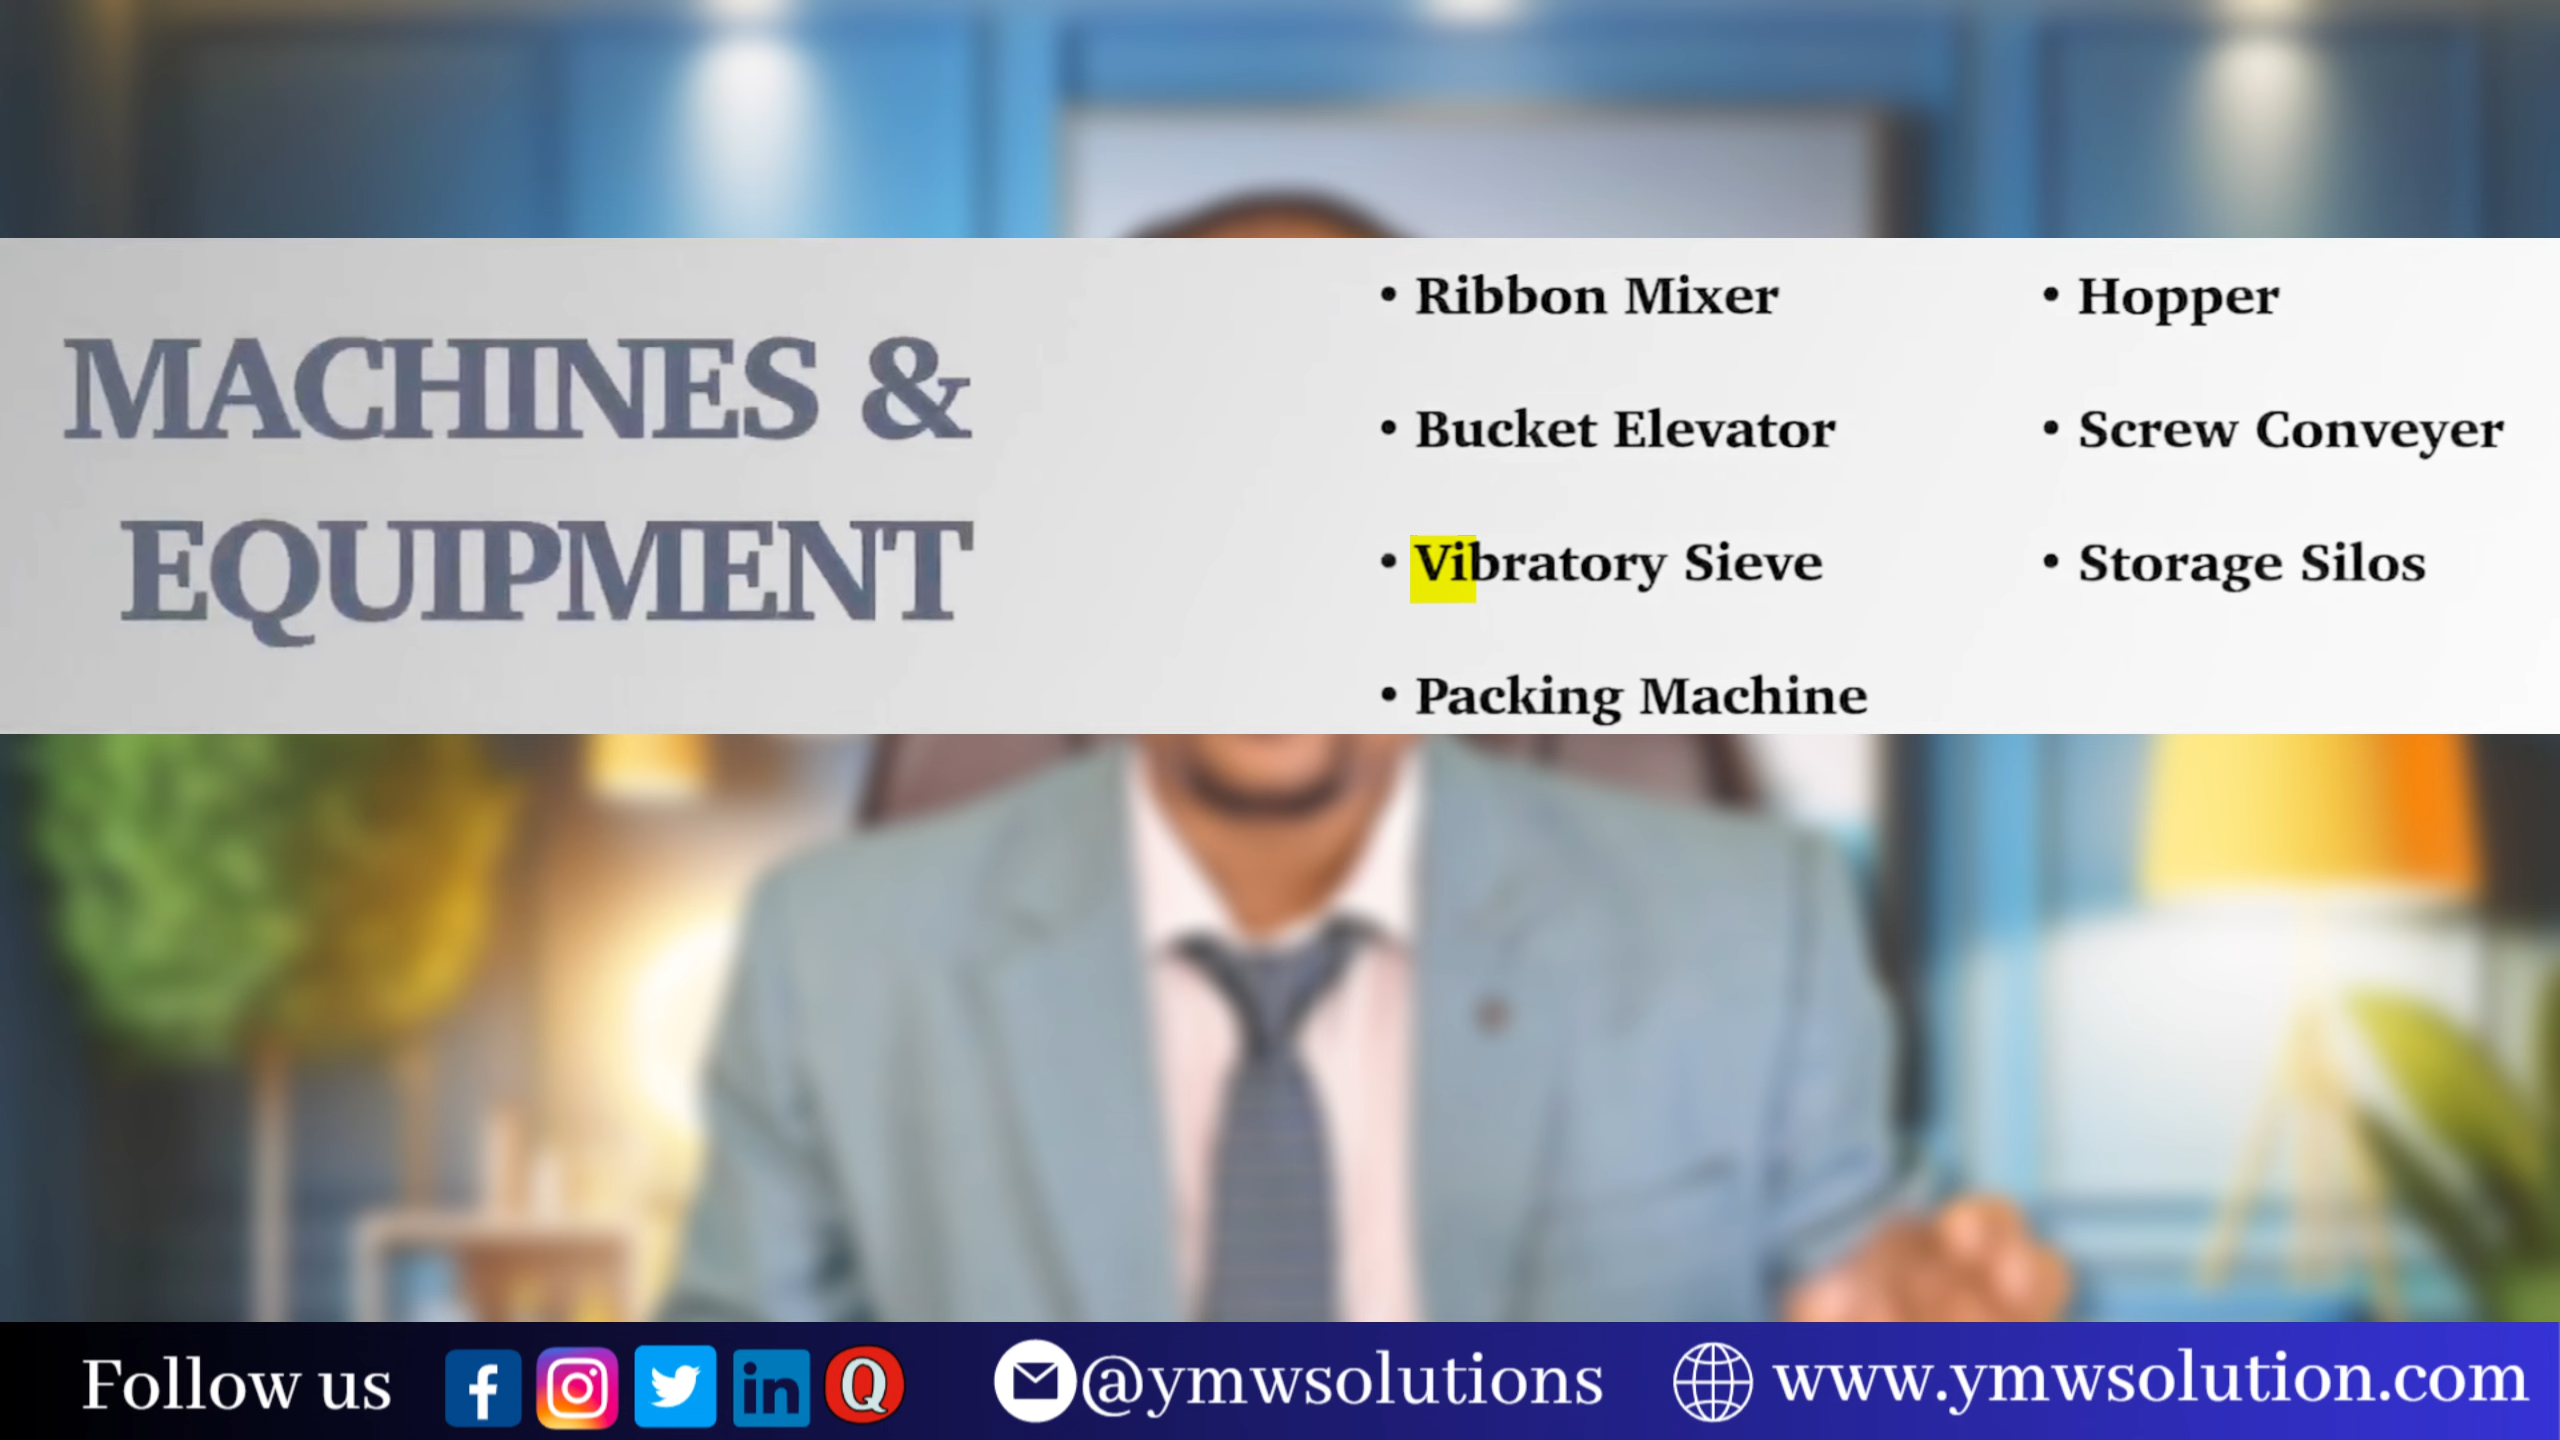 MACHINES &
EQUIPMENT
• Ribbon Mixer
• Bucket Elevator
• Vibratory Sieve
• Packing Machine
• Hopper
• Screw Conveyer
• Storage Silos
Follow us
@ymwsolutions
www.ymwsolution.com